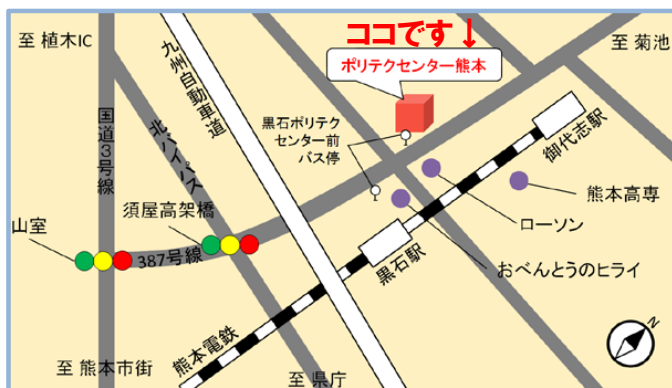 ココです↓
至 植木IC
至 菊池
ポリテクセンター熊本
九州自動車道
国道3号線
北バイパス
黒石ポリテク
センター前
バス停
御代志駅
熊本高専
ローソン
須屋高架橋
山室
387号線
黒石駅
おべんとうのヒライ
熊本電鉄
至 熊本市街
至 県庁
N